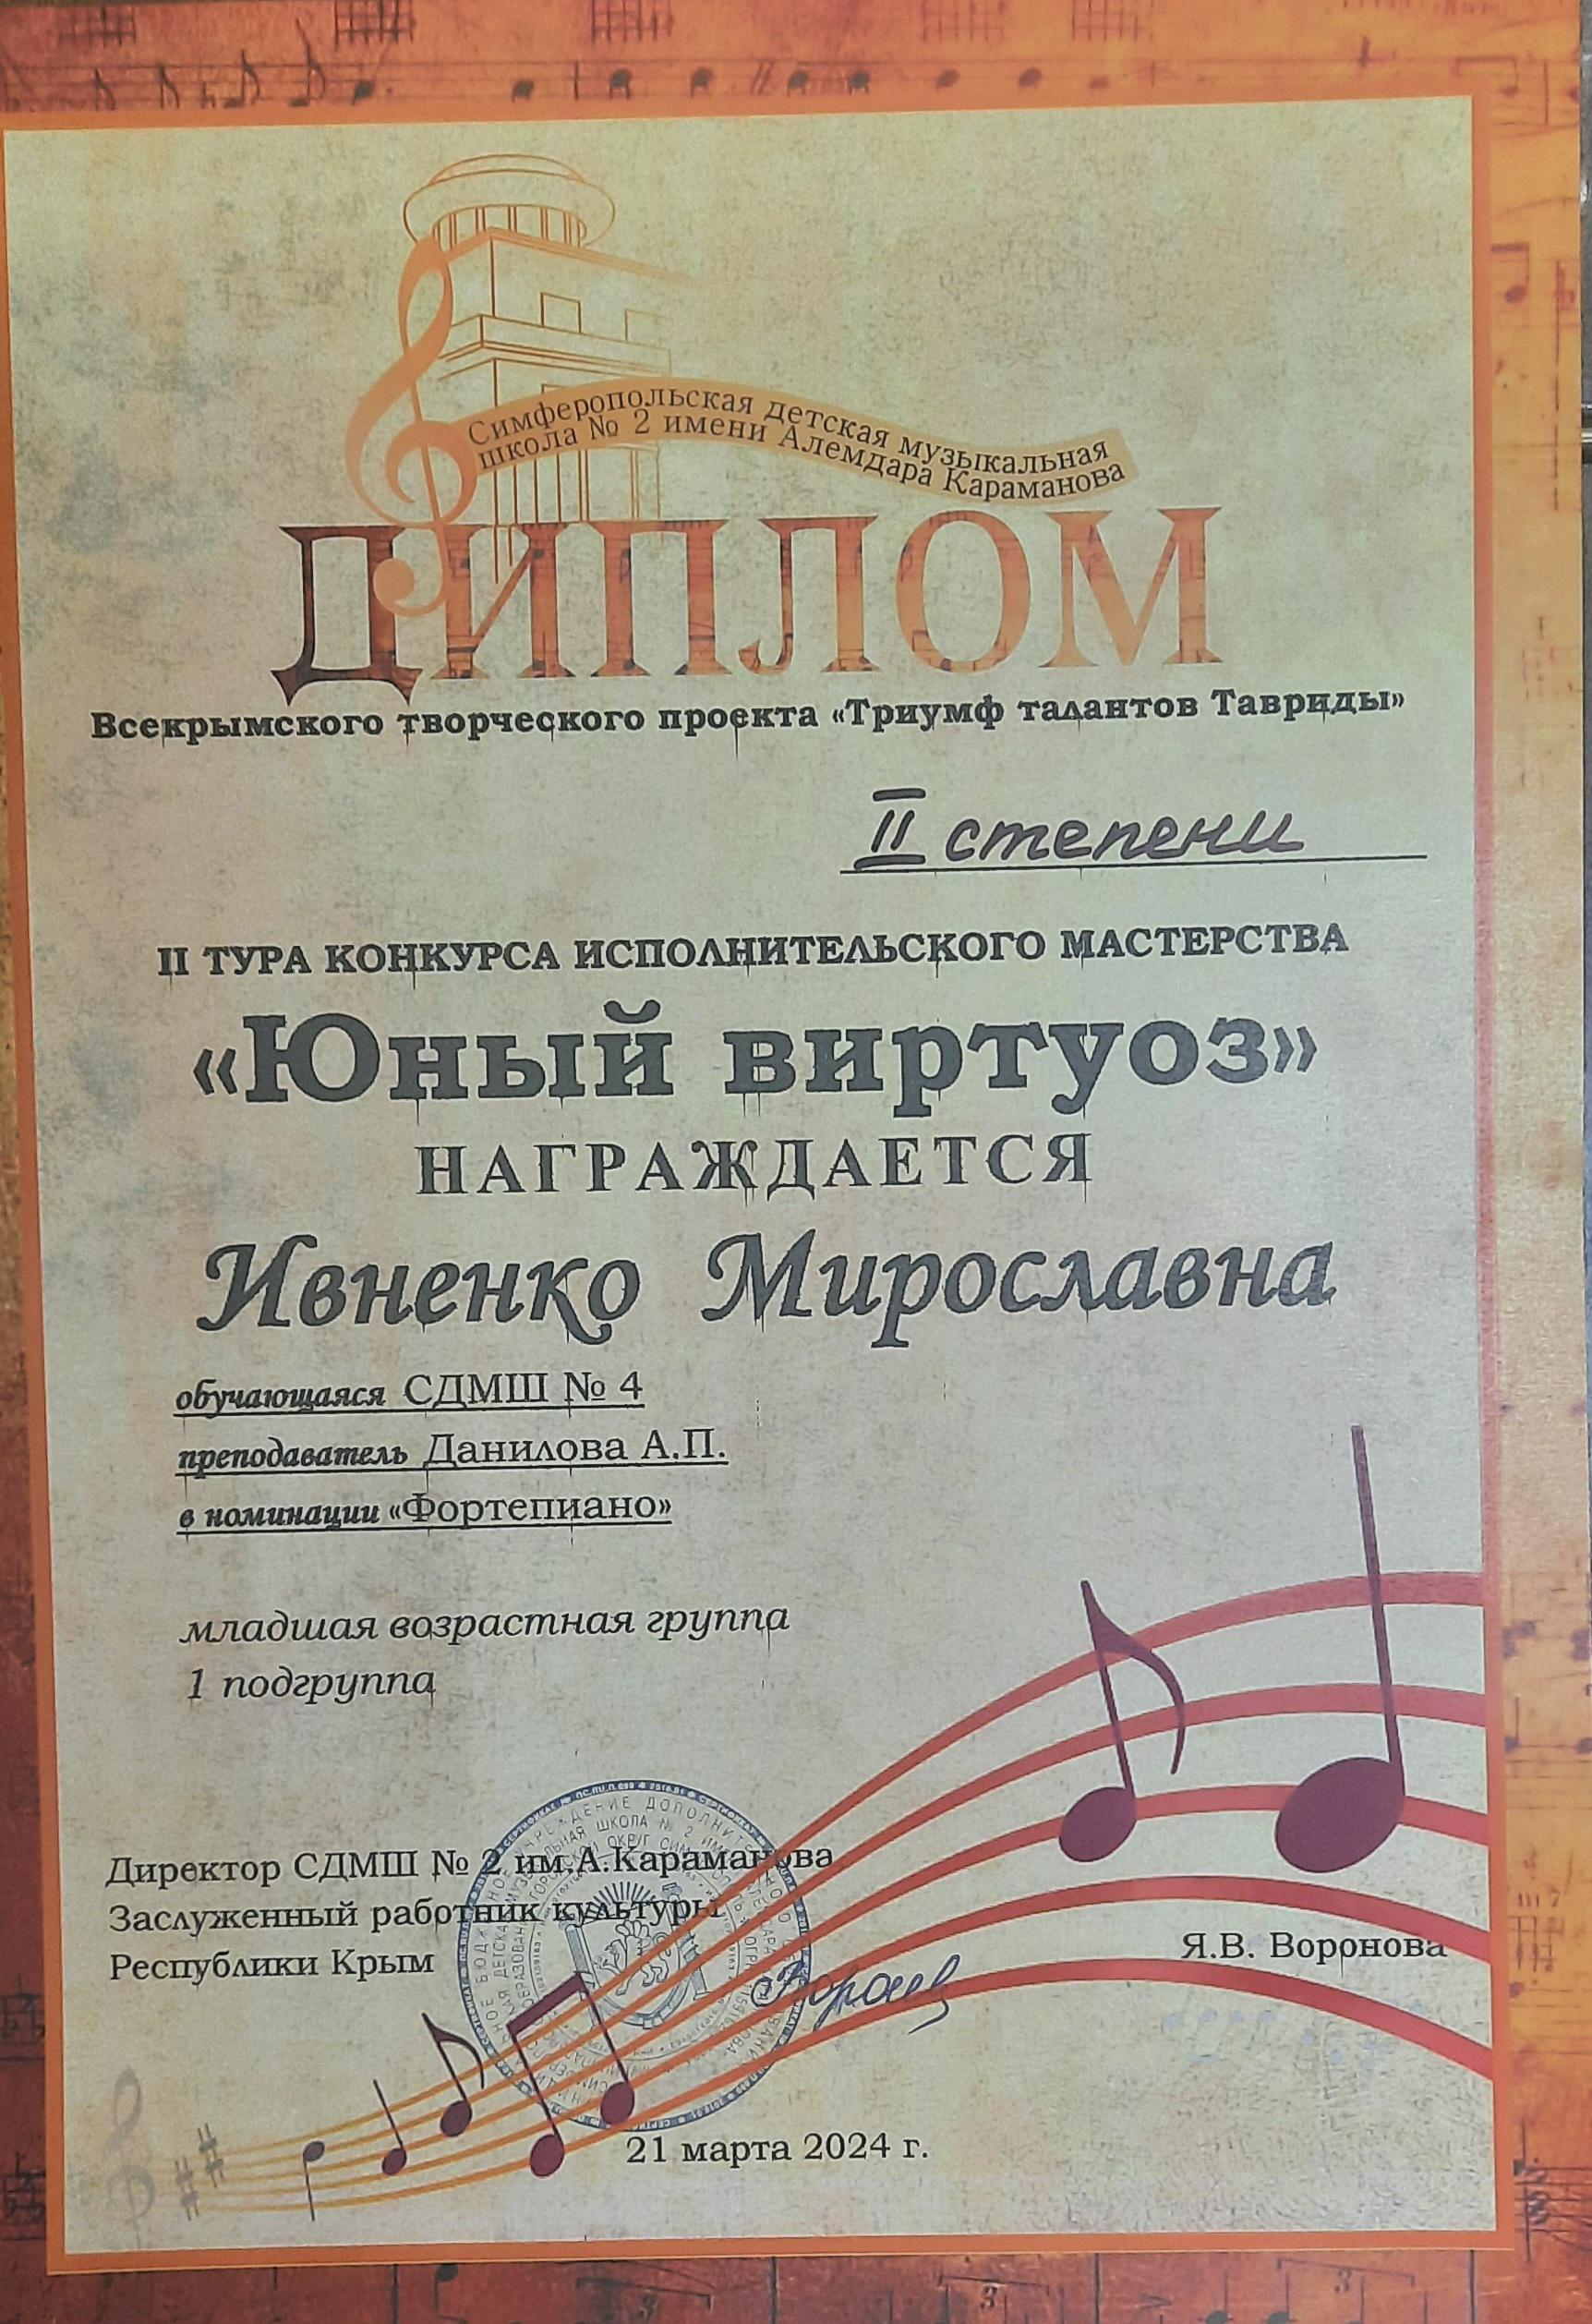 Симферопольская детская музыкальная
школа № 2 имени Алемдара Караманова
ДИПЛОМ
Всекрымского творческого проекта «Триумф талантов Тавриды»
II степени
II ТУРА КОНКУРСА ИСПОЛНИТЕЛЬСКОГО МАСТЕРСТВА
«Юный виртуоз»
НАГРАЖДАЕТСЯ
Ивненко Мирославна
обучающаяся СДМШ № 4
преподаватель Данилова А.П.
в номинации «Фортепиано»
младшая возрастная группа
1 подгруппа
Директор СДМШ № 2 им.А.Караманова
Заслуженный работник культуры
Республики Крым
Я.В. Воронова
21 марта 2024 г.